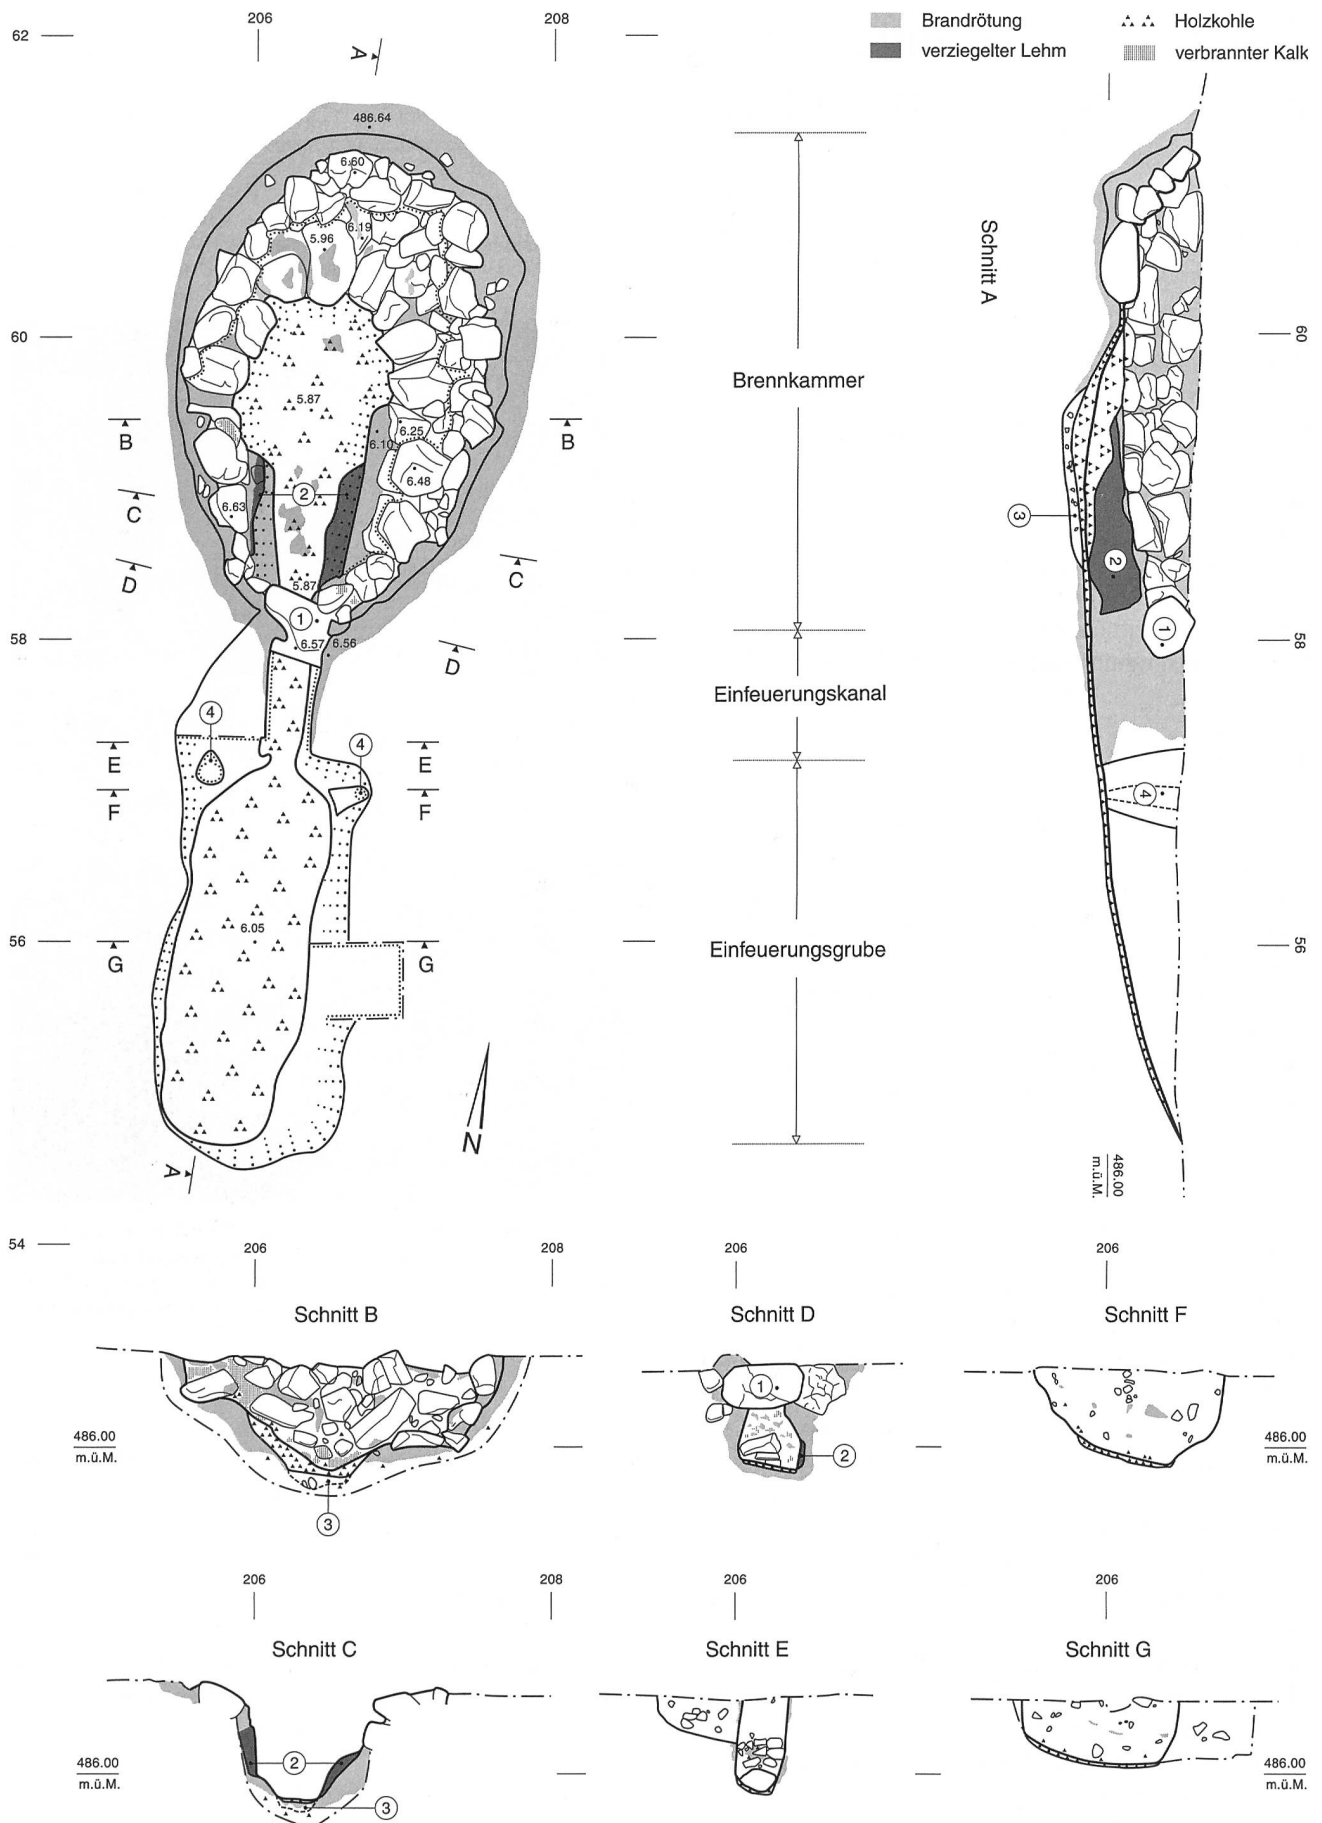 206
208
62
Brandrötung
Holzkohle
verziegelter Lehm
verbrannter Kalk
A
486.64
6.60
6.19
5.96
Schnitt A
60
60
Brennkammer
5.87
B
B
6.25
6.10
6.48
2
C
6.63
3
D
C
2
5.87
1
1
58
6.57
6.56
58
D
Einfeuerungskanal
4
4
E
E
F
F
4
6.05
56
Einfeuerungsgrube
56
G
G
N
A
486.00
m.ü.M.
54
206
208
206
206
Schnitt B
Schnitt D
Schnitt F
1
486.00
m.ü.M.
486.00
m.ü.M.
2
3
206
208
206
206
Schnitt C
Schnitt E
Schnitt G
486.00
m.ü.M.
2
486.00
m.ü.M.
3